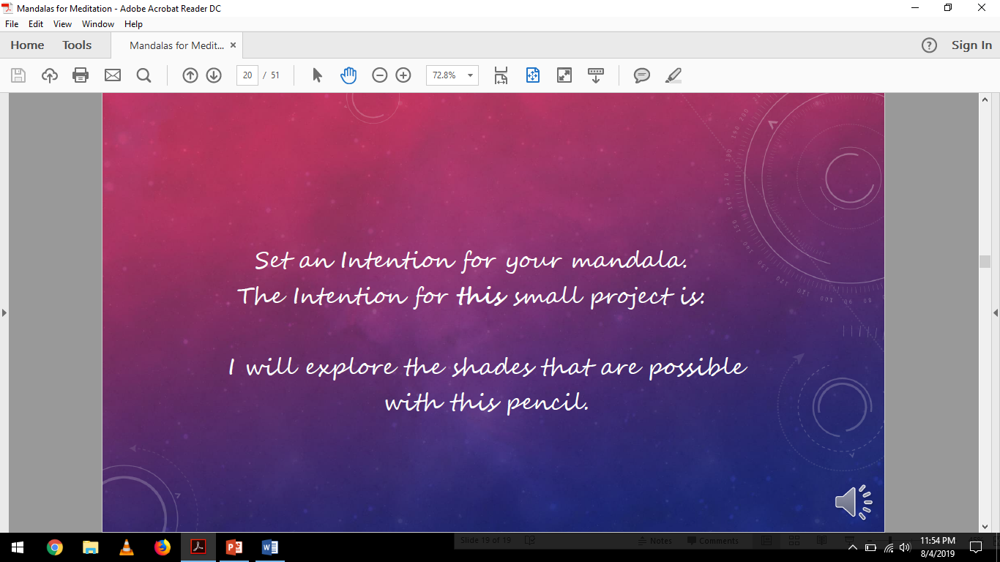 Mandalas for Meditation - Adobe Acrobat Reader DC
File Edit View Window Help
Home Tools Mandalas for Medit... × Sign In
20 / 51 72.8%
Set an Intention for your mandala.
The Intention for this small project is:
I will explore the shades that are possible
with this pencil.
Slide 19 of 19 Notes Comments
11:54 PM
8/4/2019